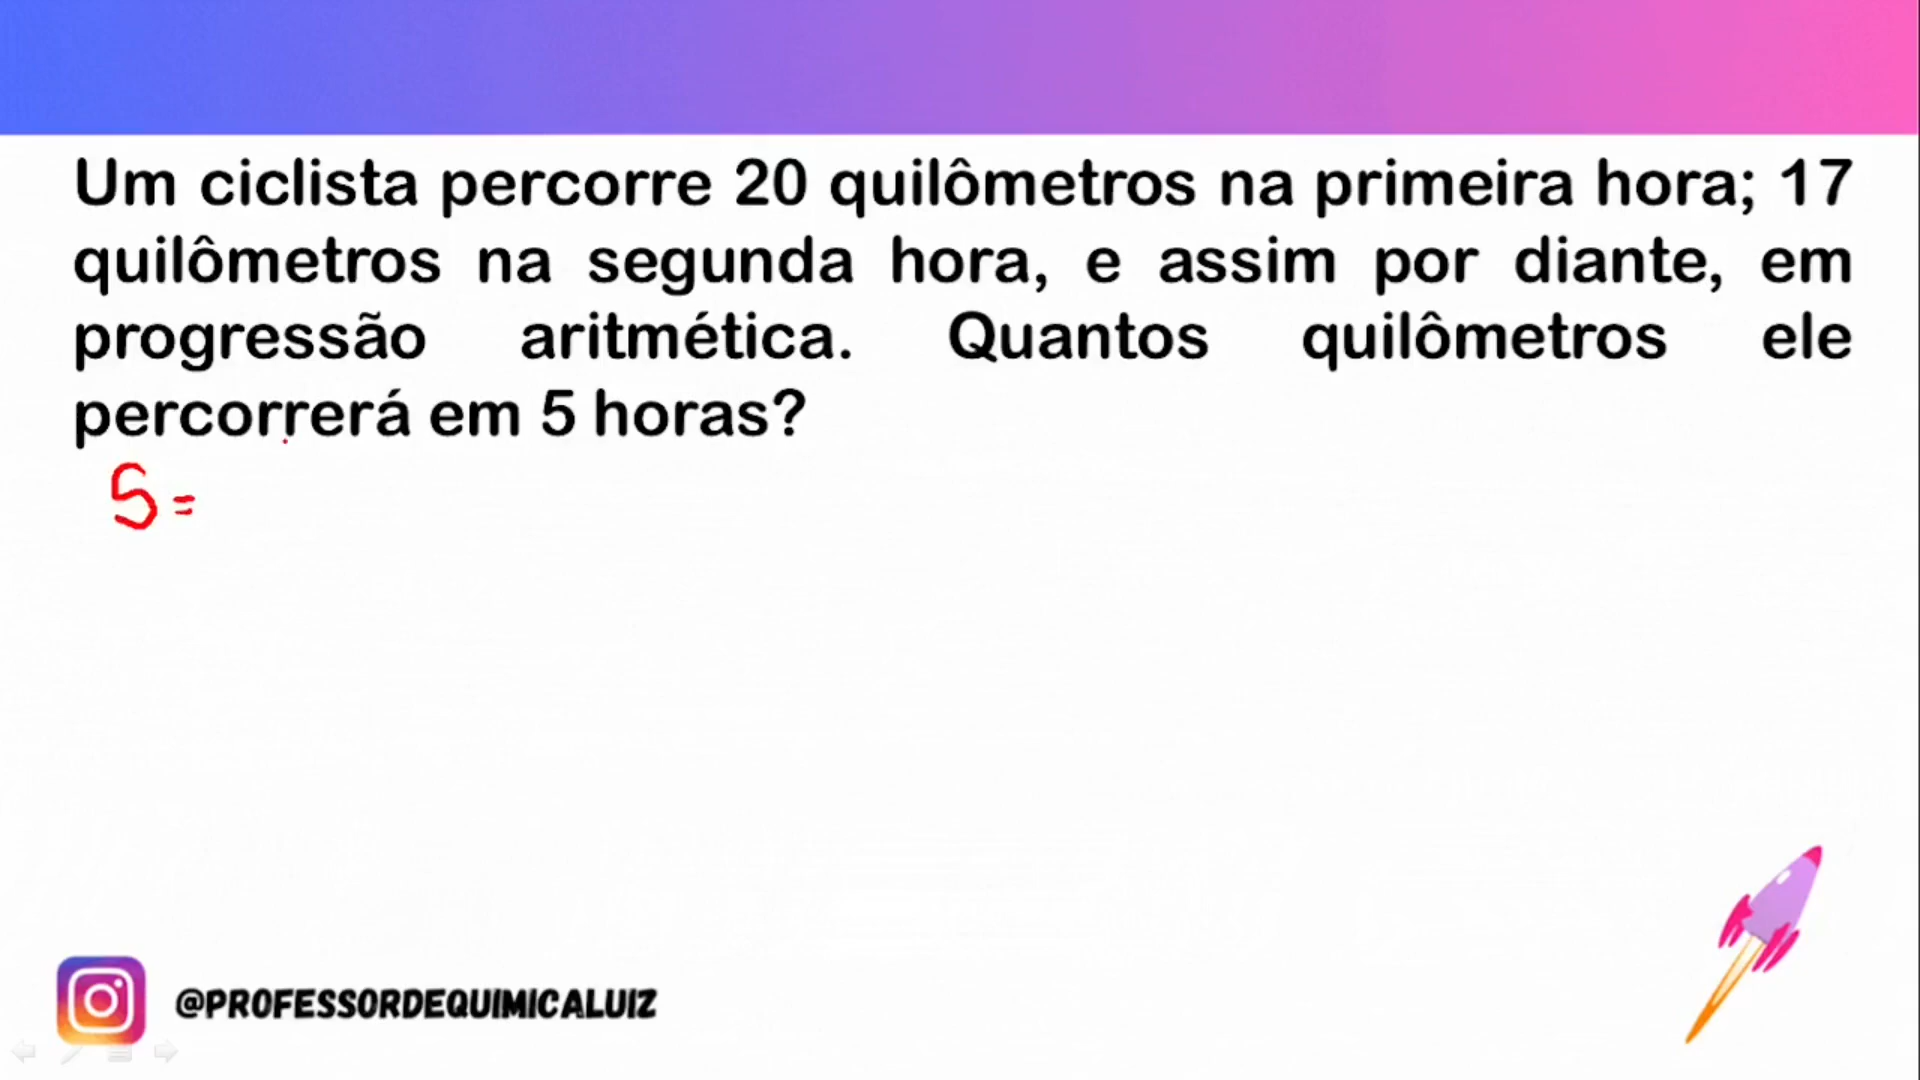 Um ciclista percorre 20 quilômetros na primeira hora; 17
quilômetros na segunda hora, e assim por diante, em
progressão aritmética. Quantos quilômetros ele
percorrerá em 5 horas?
S =
@PROFESSORDEQUIMICALUIZ